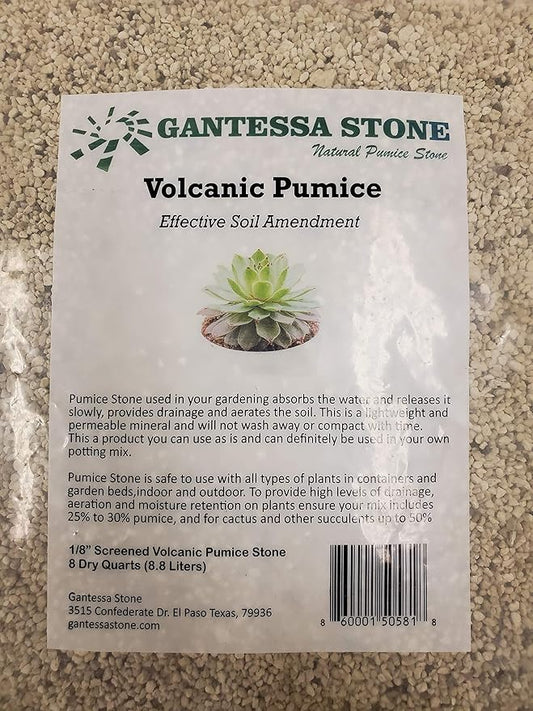 GANTESSA STONE
Natural Pumice Stone
Volcanic Pumice
Effective Soil Amendment
Pumice Stone used in your gardening absorbs the water and releases it
slowly, provides drainage and aerates the soil. This is a lightweight and
permeable mineral and will not wash away or compact with time.
This a product you can use as is and can definitely be used in your own
potting mix.
Pumice Stone is safe to use with all types of plants in containers and
garden beds,indoor and outdoor. To provide high levels of drainage,
aeration and moisture retention on plants ensure your mix includes
25% to 30% pumice, and for cactus and other succulents up to 50%
1/8" Screened Volcanic Pumice Stone
8 Dry Quarts (8.8 Liters)
Gantessa Stone
3515 Confederate Dr. El Paso Texas, 79936
gantessastone.com
8 60001 50581 8